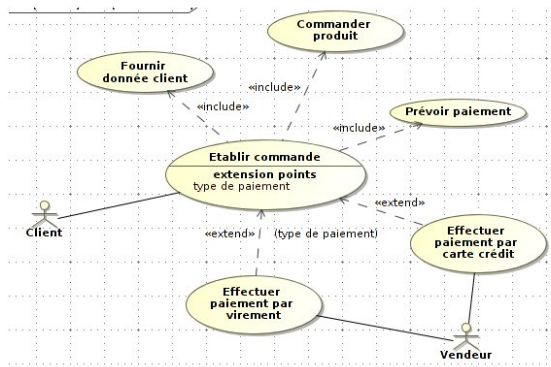 Commander
produit
Fournir
donnée client
«include»
«include»
Prévoir paiement
«include»
Etablir commande
extension points
type de paiement
Client
«extend»
«extend»
(type de paiement)
Effectuer
paiement par
carte crédit
Effectuer
paiement par
virement
Vendeur